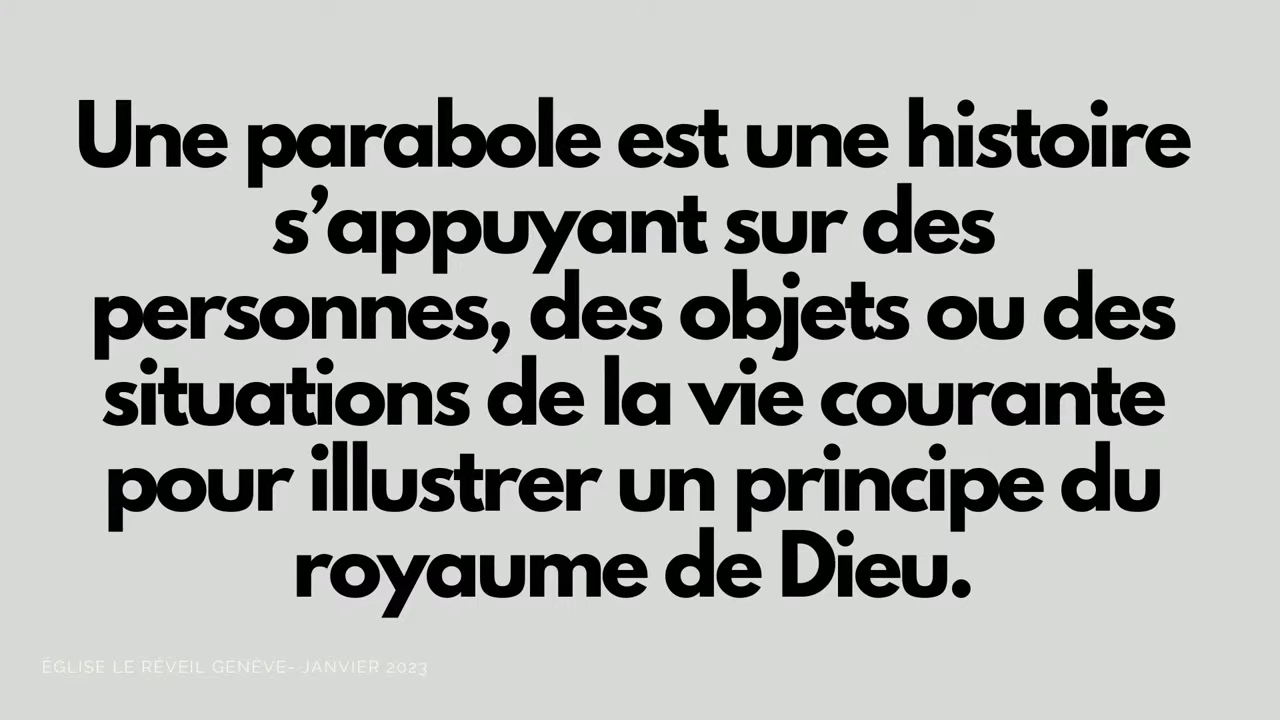 Une parabole est une histoire
s’appuyant sur des
personnes, des objets ou des
situations de la vie courante
pour illustrer un principe du
royaume de Dieu.
ÉGLISE LE RÉVEIL GENÈVE- JANVIER 2023